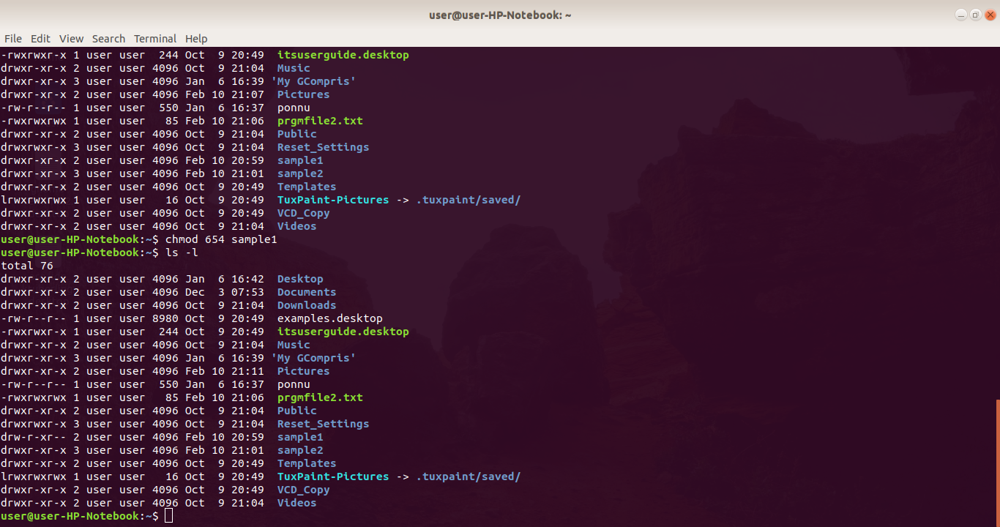 user@user-HP-Notebook: ~
File Edit View Search Terminal Help
-rwxrwxr-x 1 user user  244 Oct  9 20:49  itsuserguide.desktop
drwxr-xr-x 2 user user 4096 Oct  9 21:04  Music
drwxr-xr-x 3 user user 4096 Jan  6 16:39 'My GCompris'
drwxr-xr-x 2 user user 4096 Feb 10 21:07  Pictures
-rw-r--r-- 1 user user  550 Jan  6 16:37  ponnu
-rwxrwxrwx 1 user user   85 Feb 10 21:06  prgmfile2.txt
drwxr-xr-x 2 user user 4096 Oct  9 21:04  Public
drwxrwxr-x 3 user user 4096 Oct  9 21:04  Reset_Settings
drwxr-xr-x 2 user user 4096 Feb 10 20:59  sample1
drwxr-xr-x 3 user user 4096 Feb 10 21:01  sample2
drwxr-xr-x 2 user user 4096 Oct  9 20:49  Templates
lrwxrwxrwx 1 user user   16 Oct  9 20:49  TuxPaint-Pictures -> .tuxpaint/saved/
drwxr-xr-x 2 user user 4096 Oct  9 20:49  VCD_Copy
drwxr-xr-x 2 user user 4096 Oct  9 21:04  Videos
user@user-HP-Notebook:~$ chmod 654 sample1
user@user-HP-Notebook:~$ ls -l
total 76
drwxr-xr-x 2 user user 4096 Jan  6 16:42  Desktop
drwxr-xr-x 2 user user 4096 Dec  3 07:53  Documents
drwxr-xr-x 2 user user 4096 Oct  9 21:04  Downloads
-rw-r--r-- 1 user user 8980 Oct  9 20:49  examples.desktop
-rwxrwxr-x 1 user user  244 Oct  9 20:49  itsuserguide.desktop
drwxr-xr-x 2 user user 4096 Oct  9 21:04  Music
drwxr-xr-x 3 user user 4096 Jan  6 16:39 'My GCompris'
drwxr-xr-x 2 user user 4096 Feb 10 21:11  Pictures
-rw-r--r-- 1 user user  550 Jan  6 16:37  ponnu
-rwxrwxrwx 1 user user   85 Feb 10 21:06  prgmfile2.txt
drwxr-xr-x 2 user user 4096 Oct  9 21:04  Public
drwxrwxr-x 3 user user 4096 Oct  9 21:04  Reset_Settings
drw-r-xr-- 2 user user 4096 Feb 10 20:59  sample1
drwxr-xr-x 3 user user 4096 Feb 10 21:01  sample2
drwxr-xr-x 2 user user 4096 Oct  9 20:49  Templates
lrwxrwxrwx 1 user user   16 Oct  9 20:49  TuxPaint-Pictures -> .tuxpaint/saved/
drwxr-xr-x 2 user user 4096 Oct  9 20:49  VCD_Copy
drwxr-xr-x 2 user user 4096 Oct  9 21:04  Videos
user@user-HP-Notebook:~$